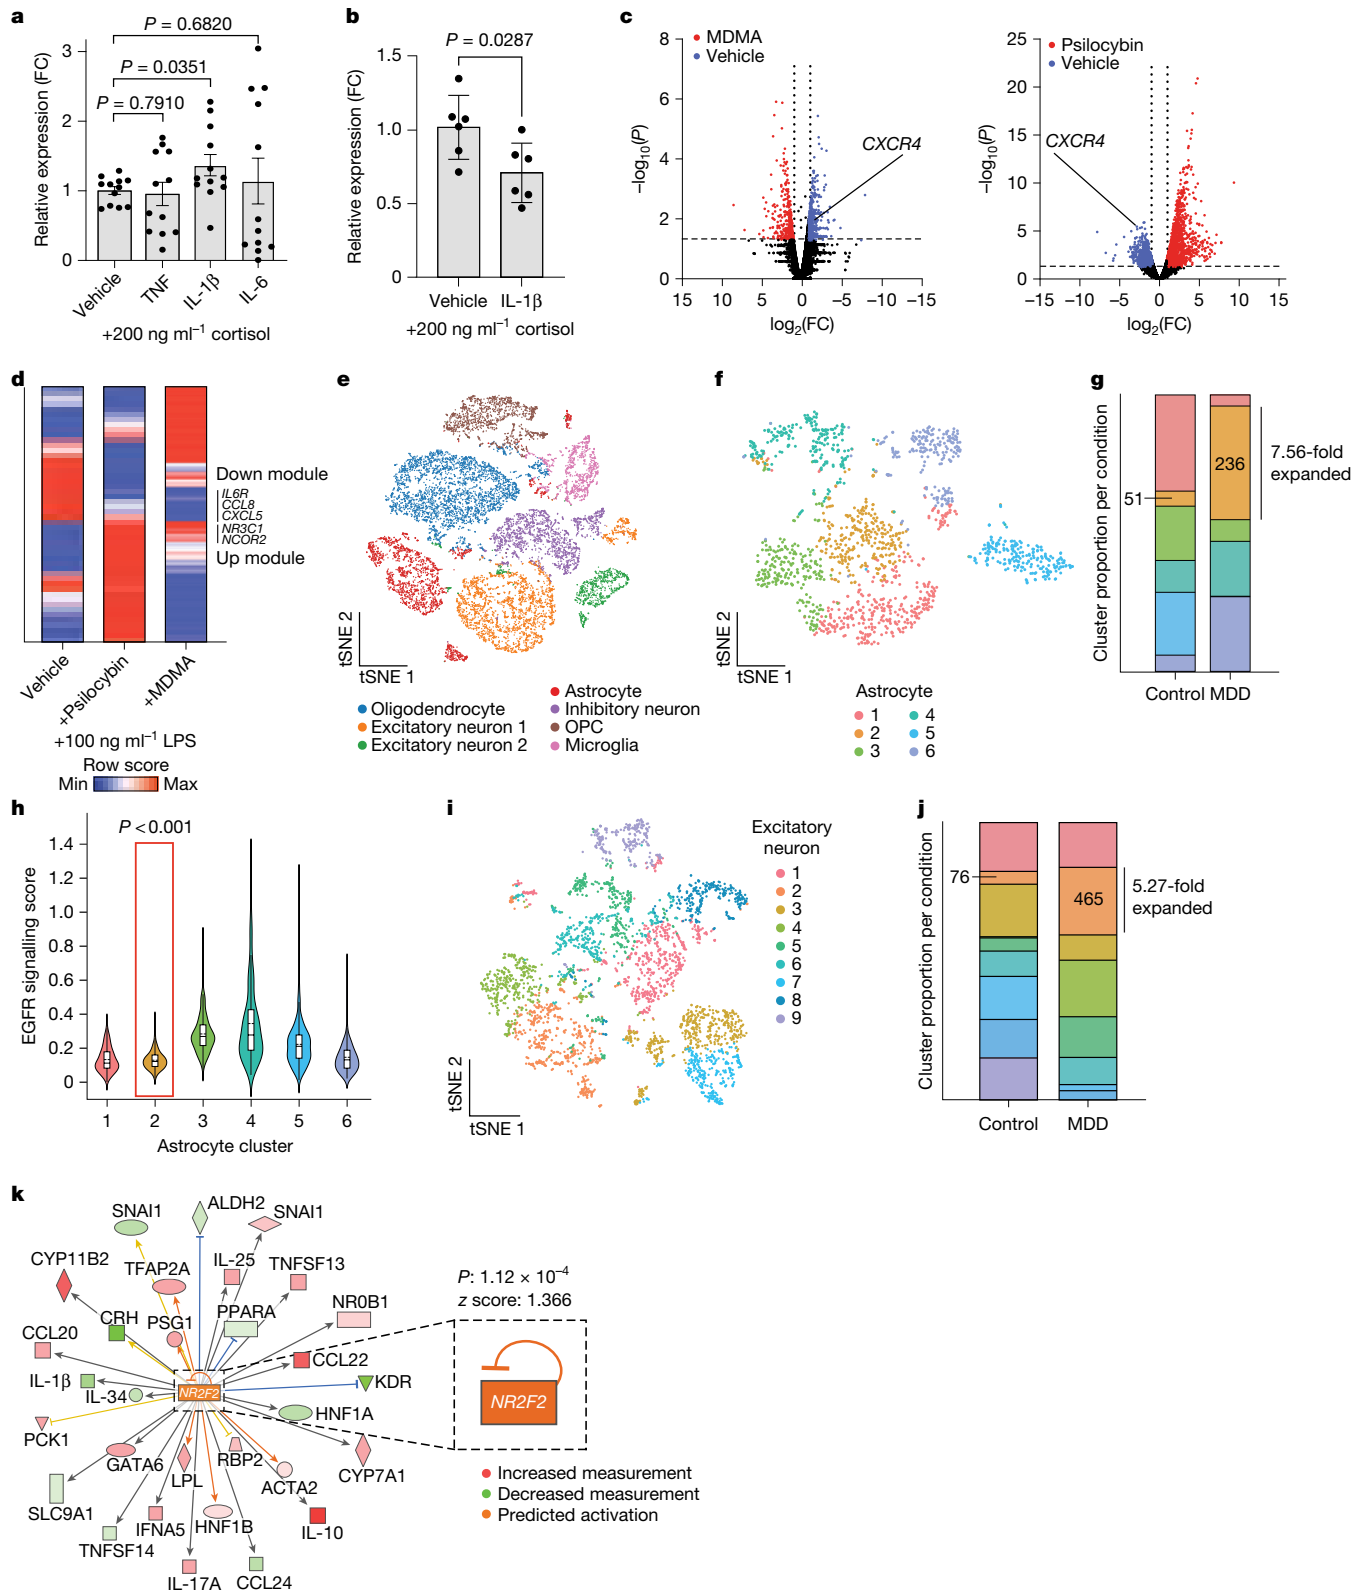 a
P = 0.6820
P = 0.0351
P = 0.7910
Relative expression (FC)
3
2
1
0
Vehicle
TNF
IL-1β
IL-6
+200 ng ml⁻¹ cortisol
b
P = 0.0287
Relative expression (FC)
1.5
1.0
0.5
0
Vehicle
IL-1β
+200 ng ml⁻¹ cortisol
c
MDMA
Vehicle
CXCR4
−log₁₀(P)
8
6
4
2
0
15 10 5 0 −5 −10 −15
log₂(FC)
Psilocybin
Vehicle
CXCR4
−log₁₀(P)
25
20
15
10
5
0
−15 −10 −5 0 5 10 15
log₂(FC)
d
Down module
IL6R
CCL8
CXCL5
NR3C1
NCOR2
Up module
Vehicle
+Psilocybin
+MDMA
+100 ng ml⁻¹ LPS
Row score
Min Max
e
tSNE 2
tSNE 1
Astrocyte
Oligodendrocyte
Inhibitory neuron
Excitatory neuron 1
OPC
Excitatory neuron 2
Microglia
f
tSNE 2
tSNE 1
Astrocyte
1 4
2 5
3 6
g
Cluster proportion per condition
51
236
7.56-fold
expanded
Control MDD
h
P < 0.001
EGFR signalling score
1.4
1.2
1.0
0.8
0.6
0.4
0.2
0
1 2 3 4 5 6
Astrocyte cluster
i
Excitatory
neuron
1
2
3
4
5
6
7
8
9
tSNE 2
tSNE 1
j
Cluster proportion per condition
76
465
5.27-fold
expanded
Control MDD
k
SNAI1
ALDH2
SNAI1
CYP11B2
TFAP2A
IL-25
TNFSF13
CRH
PSG1
PPARA
NR0B1
CCL20
CCL22
IL-1β
IL-34
NR2F2
KDR
HNF1A
PCK1
GATA6
LPL
RBP2
ACTA2
CYP7A1
SLC9A1
TNFSF14
IFNA5
HNF1B
IL-10
IL-17A
CCL24
P: 1.12 × 10⁻⁴
z score: 1.366
NR2F2
Increased measurement
Decreased measurement
Predicted activation